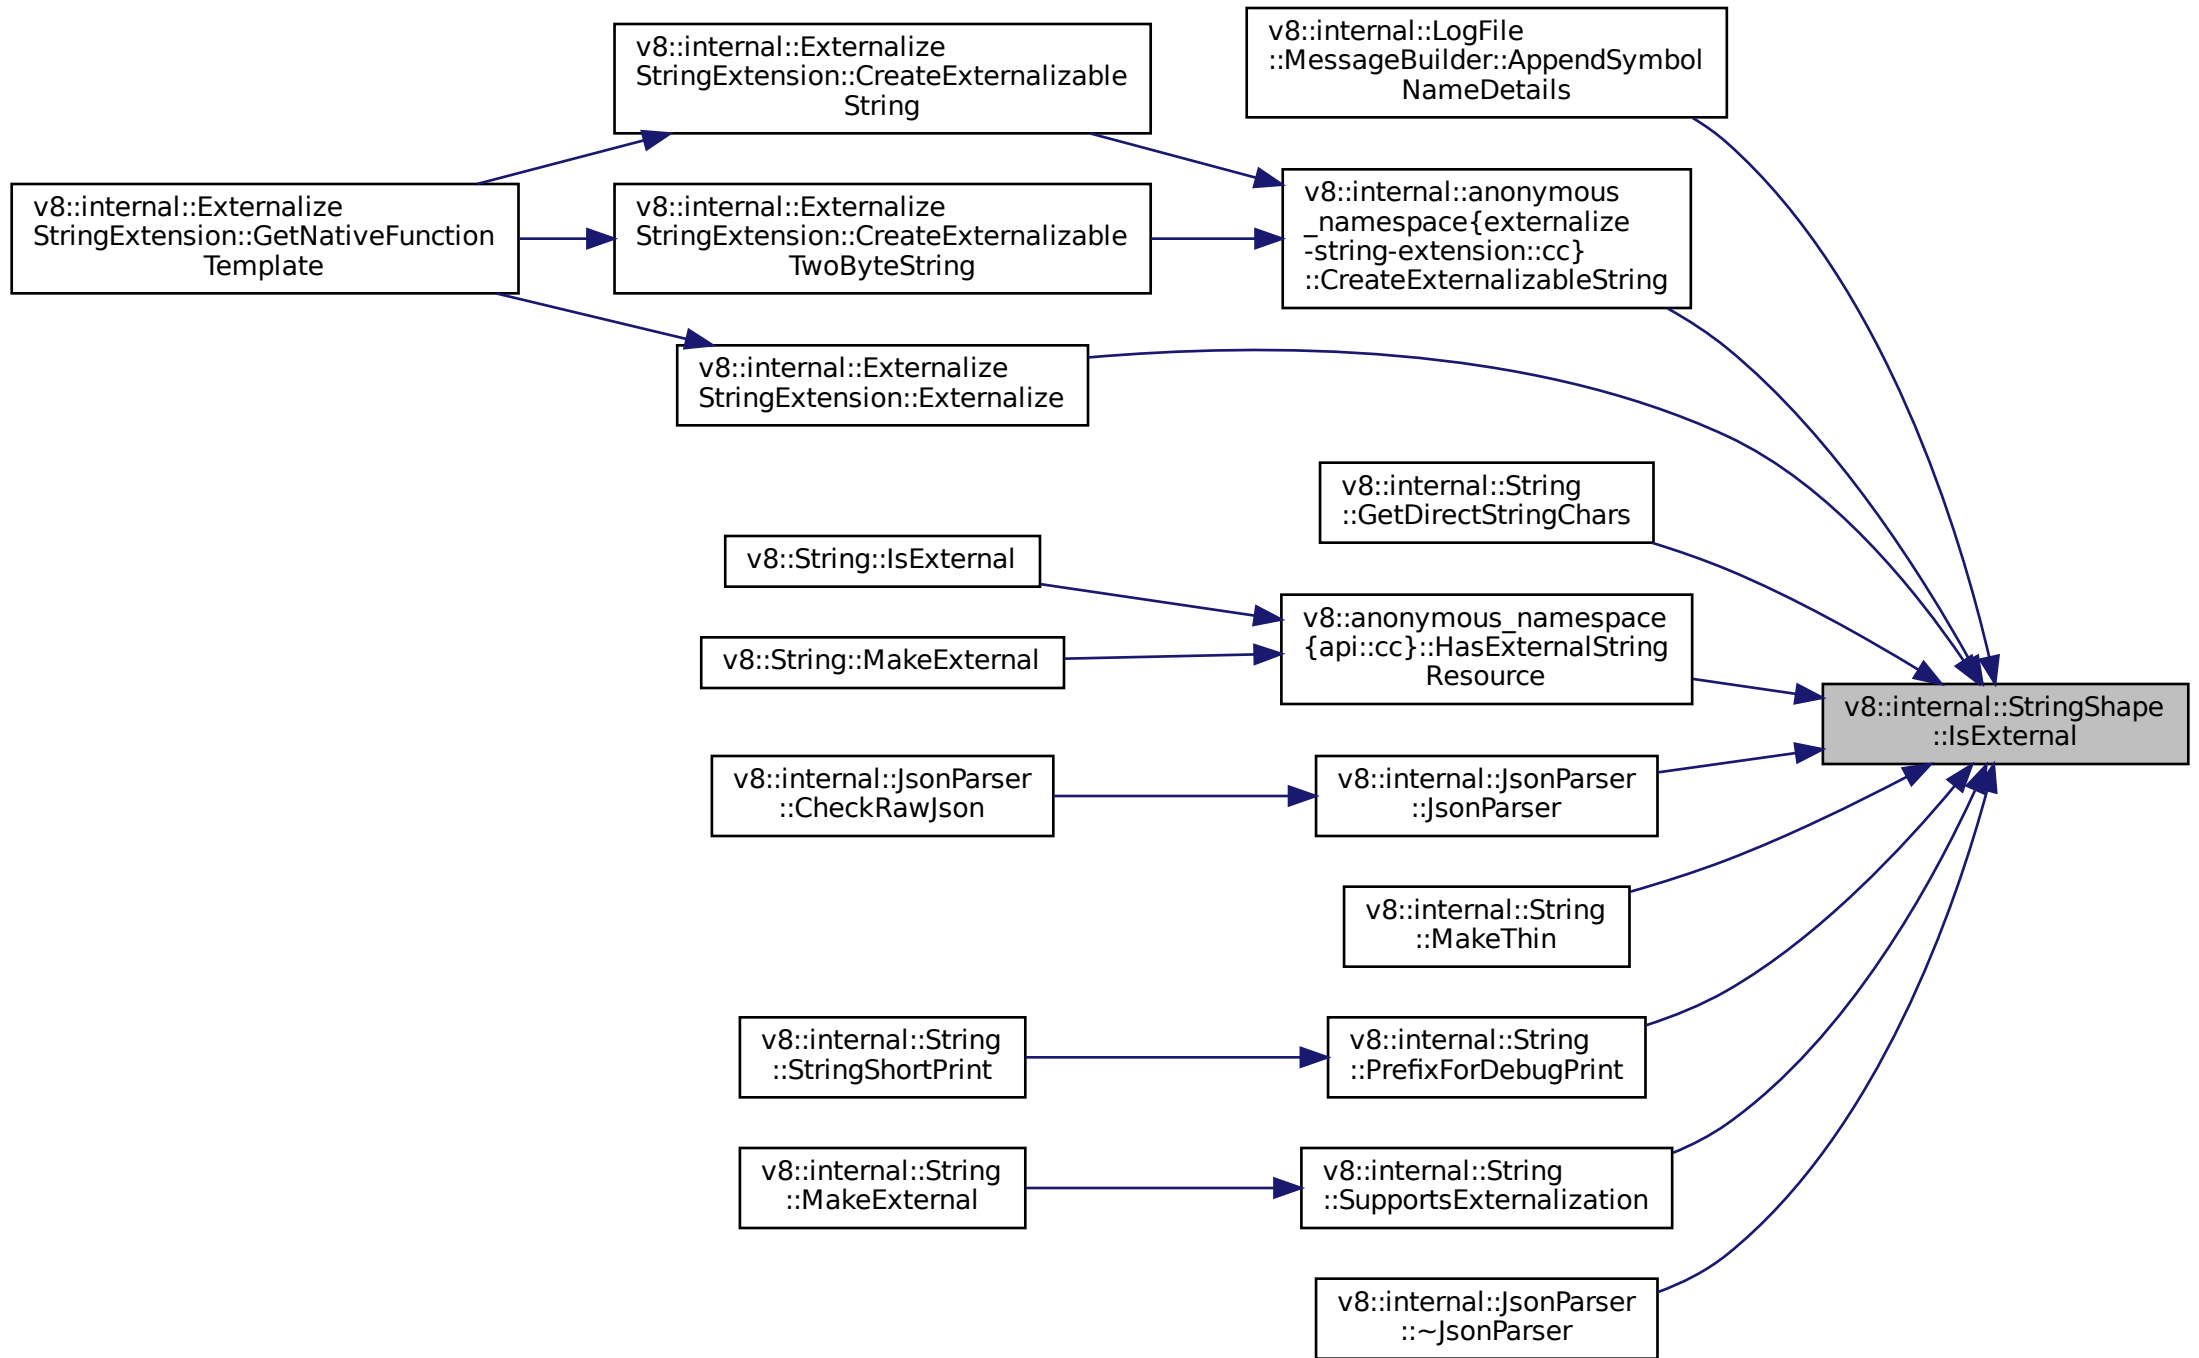 v8::internal::LogFile
::MessageBuilder::AppendSymbol
NameDetails
v8::internal::Externalize
StringExtension::CreateExternalizable
String
v8::internal::Externalize
StringExtension::GetNativeFunction
Template
v8::internal::Externalize
StringExtension::CreateExternalizable
TwoByteString
v8::internal::anonymous
_namespace{externalize
-string-extension::cc}
::CreateExternalizableString
v8::internal::Externalize
StringExtension::Externalize
v8::internal::String
::GetDirectStringChars
v8::String::IsExternal
v8::String::MakeExternal
v8::anonymous_namespace
{api::cc}::HasExternalString
Resource
v8::internal::StringShape
::IsExternal
v8::internal::JsonParser
::CheckRawJson
v8::internal::JsonParser
::JsonParser
v8::internal::String
::MakeThin
v8::internal::String
::StringShortPrint
v8::internal::String
::PrefixForDebugPrint
v8::internal::String
::MakeExternal
v8::internal::String
::SupportsExternalization
v8::internal::JsonParser
::~JsonParser